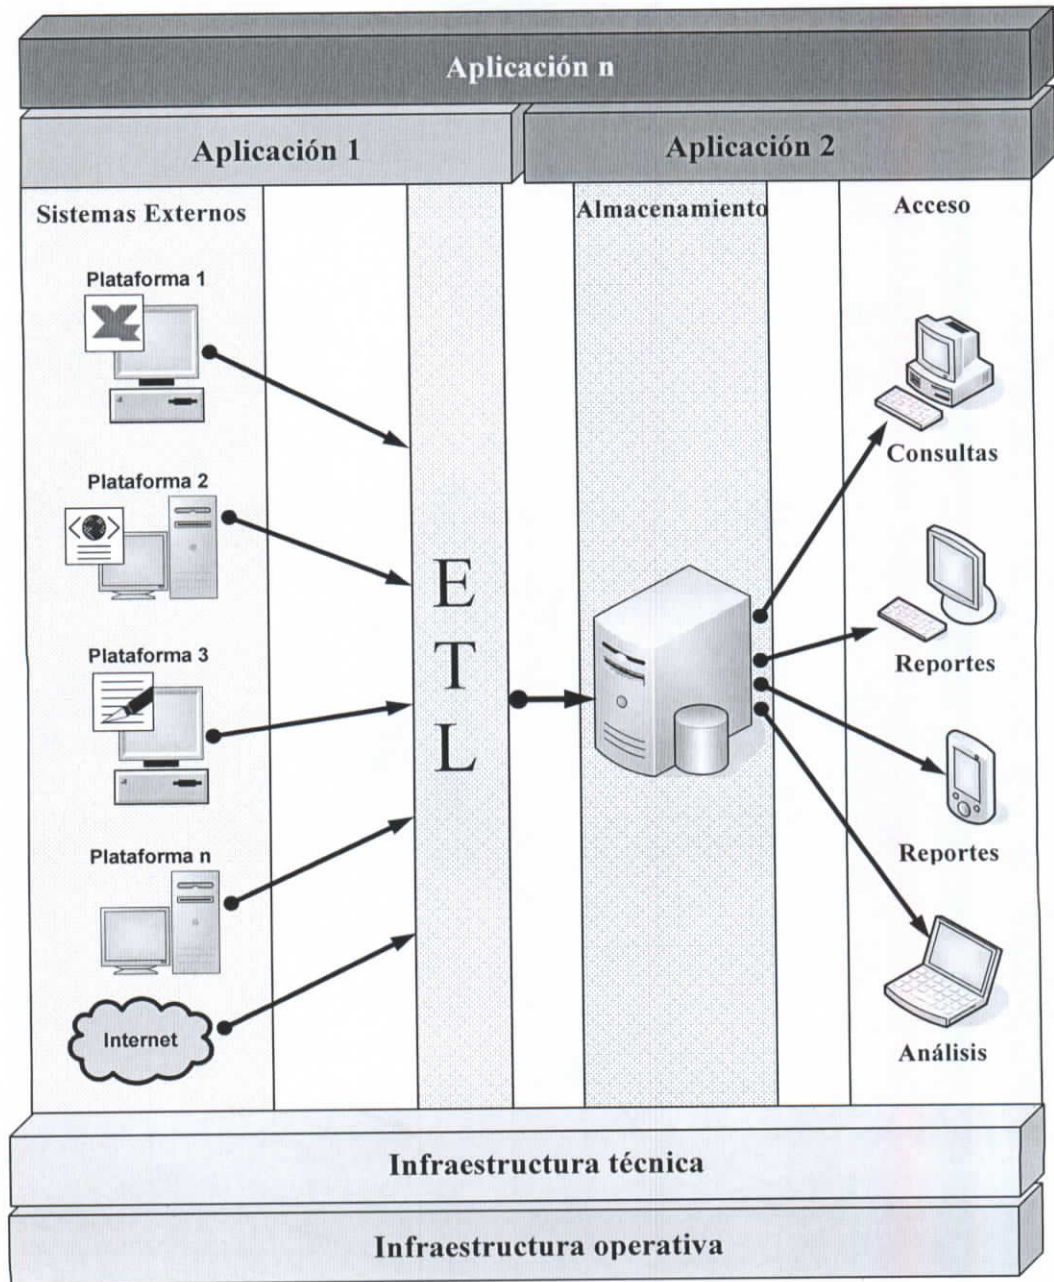 Aplicación n
Aplicación 1
Aplicación 2
Sistemas Externos
Almacenamiento
Acceso
Plataforma 1
Plataforma 2
Plataforma 3
Plataforma n
Internet
E
T
L
Consultas
Reportes
Reportes
Análisis
Infraestructura técnica
Infraestructura operativa